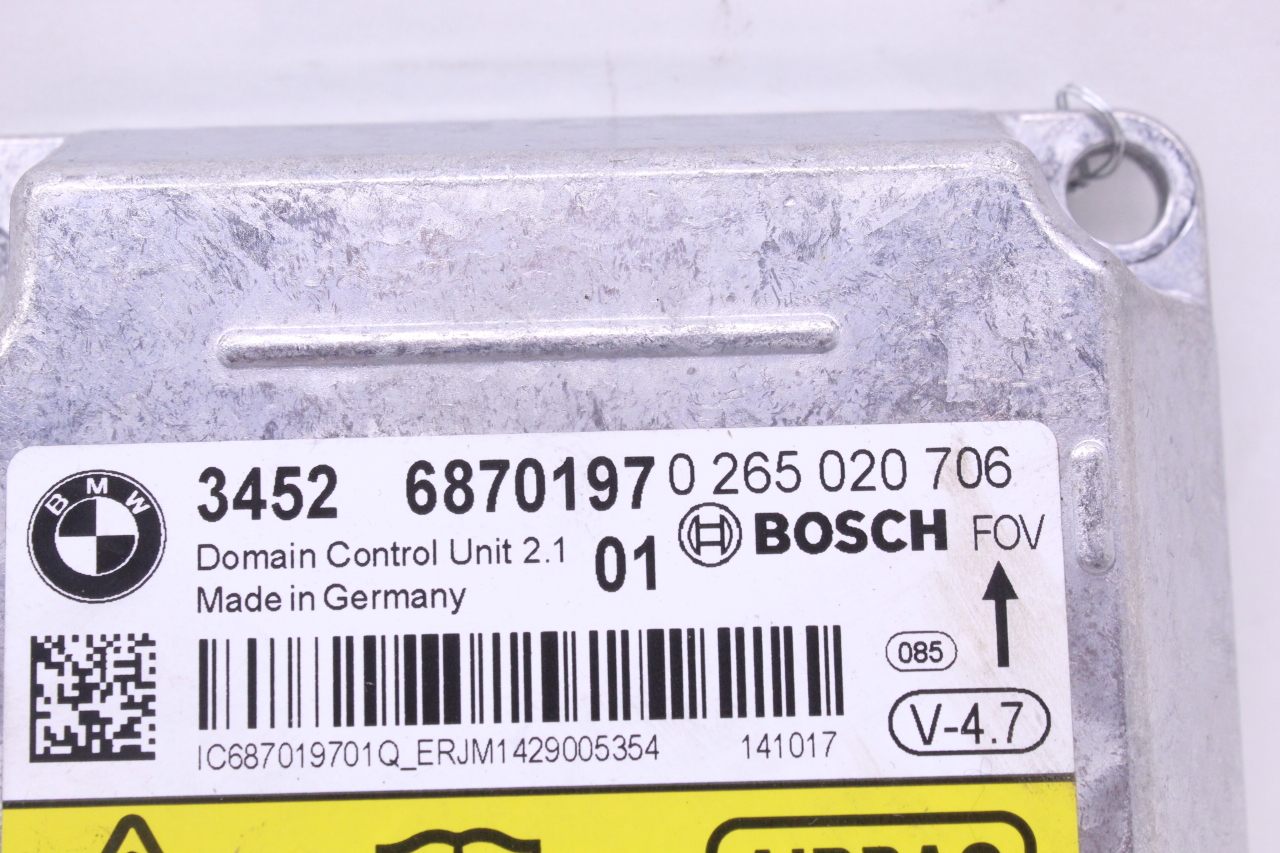 BMW
3452 6870197 0 265 020 706
Domain Control Unit 2.1 01 BOSCH FOV
Made in Germany
085
V-4.7
IC687019701Q_ERJM1429005354 141017
AIRBAG